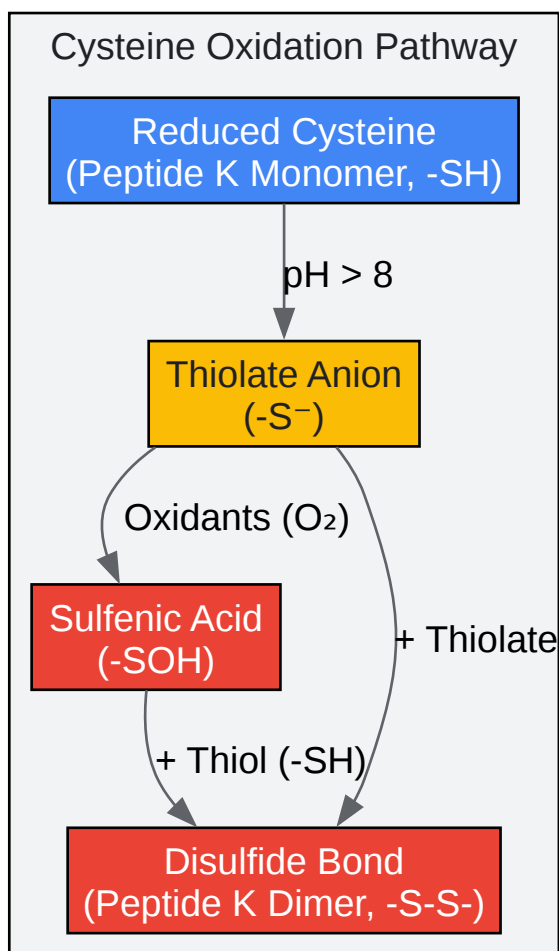 Cysteine Oxidation Pathway
Reduced Cysteine
(Peptide K Monomer, -SH)
pH > 8
Thiolate Anion
(-S⁻)
Oxidants (O₂)
Sulfenic Acid
(-SOH)
+ Thiolate
+ Thiol (-SH)
Disulfide Bond
(Peptide K Dimer, -S-S-)